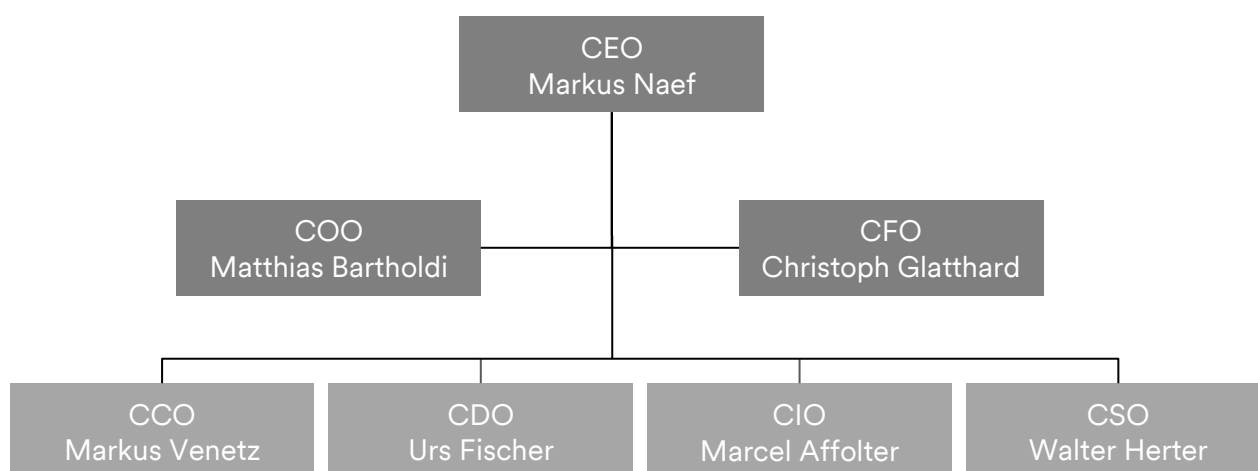 CEO
Markus Naef
COO
Matthias Bartholdi
CFO
Christoph Glatthard
CCO
Markus Venetz
CDO
Urs Fischer
CIO
Marcel Affolter
CSO
Walter Herter